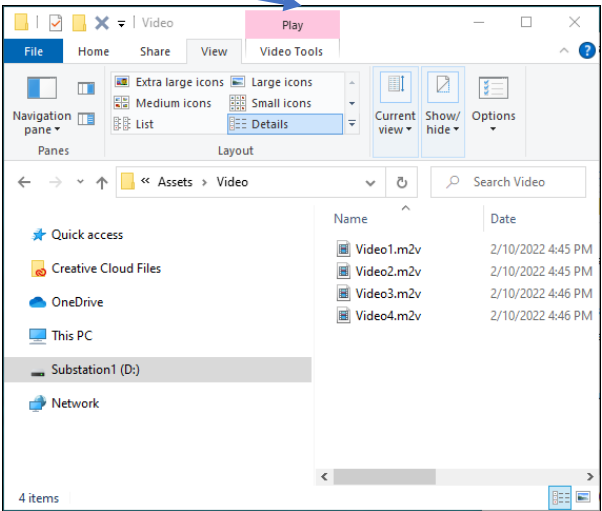 Video
Play
File Home Share View Video Tools
Navigation pane
Extra large icons Large icons
Medium icons Small icons
List Details
Current view
Show/ hide
Options
Panes Layout
« Assets > Video
Search Video
Quick access
Creative Cloud Files
OneDrive
This PC
Substation1 (D:)
Network
Name Date
Video1.m2v 2/10/2022 4:45 PM
Video2.m2v 2/10/2022 4:45 PM
Video3.m2v 2/10/2022 4:46 PM
Video4.m2v 2/10/2022 4:46 PM
4 items